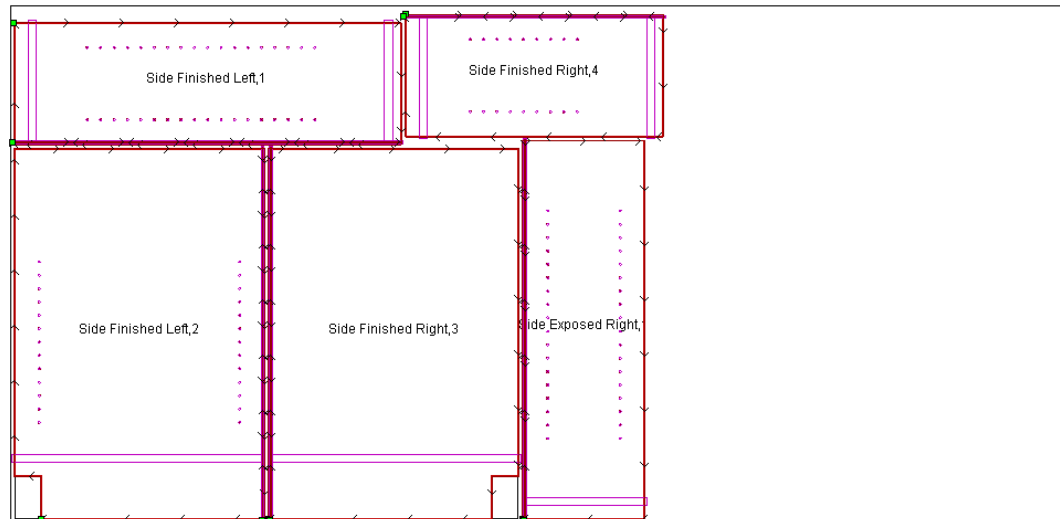 Side Finished Left,1
Side Finished Right,4
Side Finished Left,2
Side Finished Right,3
Side Exposed Right,